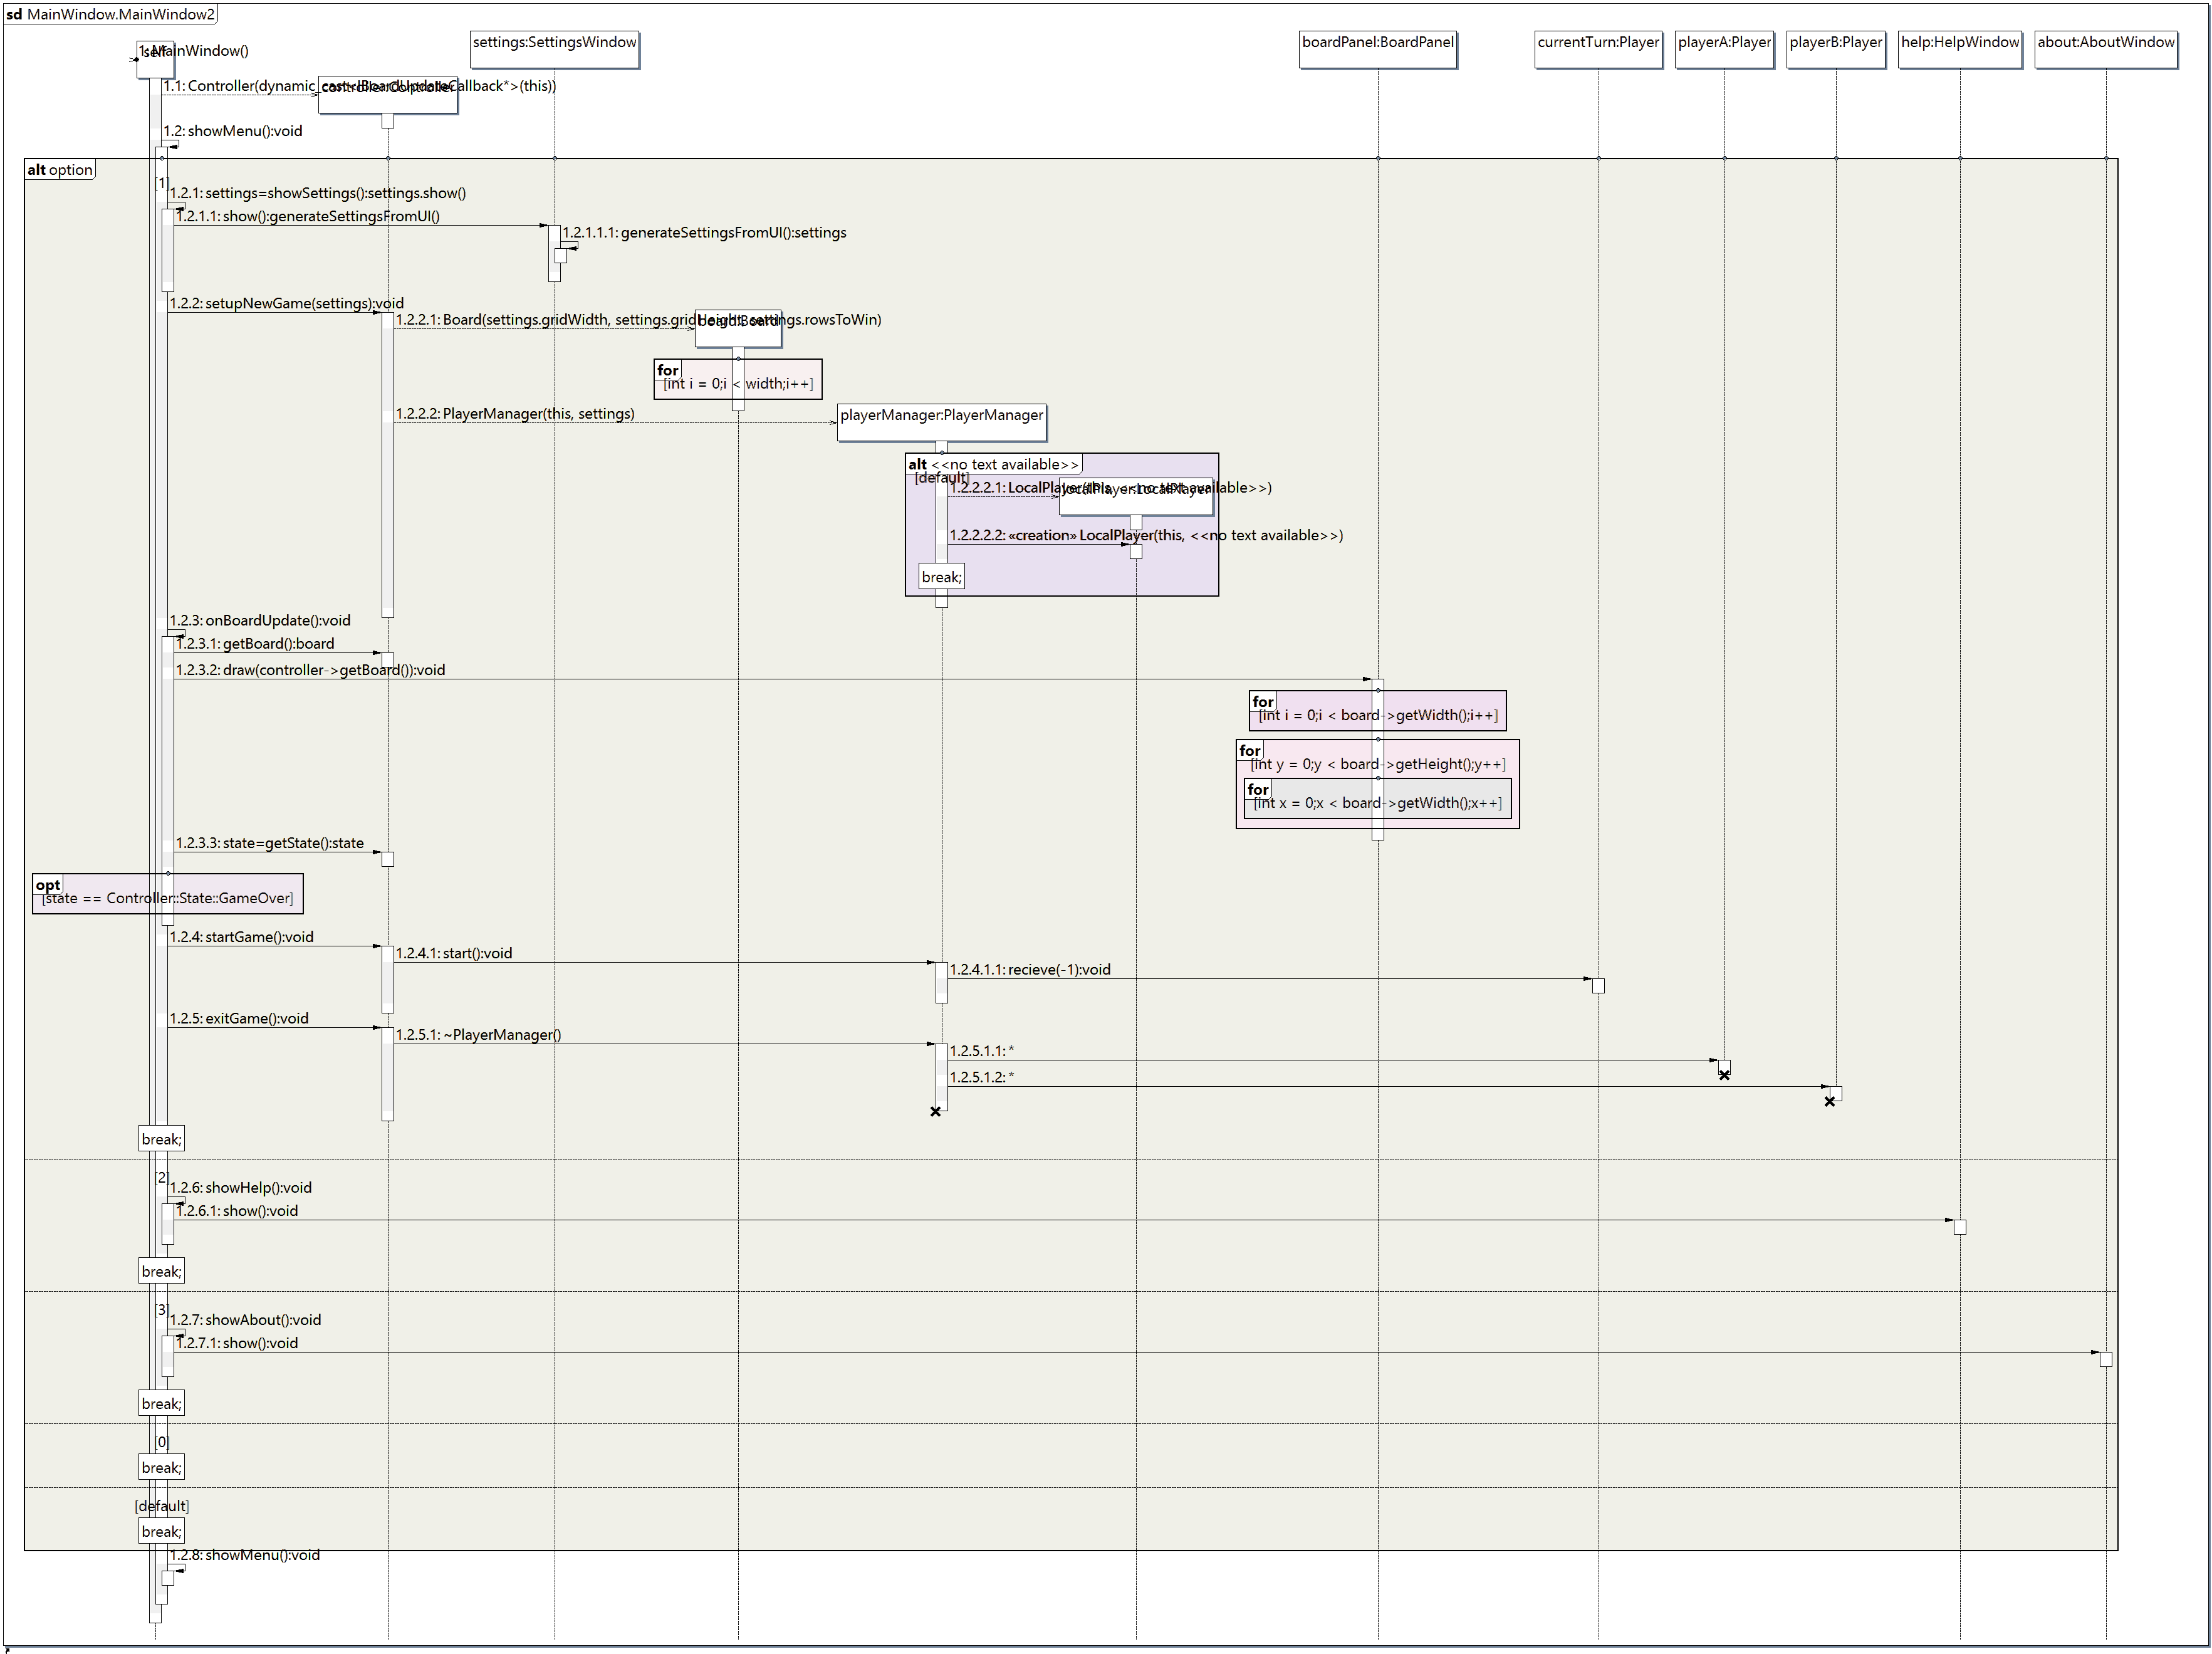 sd MainWindow.MainWindow2
1: MainWindow()
self
settings:SettingsWindow
boardPanel:BoardPanel
currentTurn:Player
playerA:Player
playerB:Player
help:HelpWindow
about:AboutWindow
1.1: Controller(dynamic_cast<IBoardUpdateCallback*>(this))
controller:Controller
1.2: showMenu():void
alt option
[1]
1.2.1: settings=showSettings():settings.show()
1.2.1.1: show():generateSettingsFromUI()
1.2.1.1.1: generateSettingsFromUI():settings
1.2.2: setupNewGame(settings):void
1.2.2.1: Board(settings.gridWidth, settings.gridHeight, settings.rowsToWin)
board:Board
for
[int i = 0;i < width;i++]
1.2.2.2: PlayerManager(this, settings)
playerManager:PlayerManager
alt <<no text available>>
[default]
1.2.2.2.1: LocalPlayer(this, <<no text available>>)
localPlayer:LocalPlayer
1.2.2.2.2: «creation» LocalPlayer(this, <<no text available>>)
break;
1.2.3: onBoardUpdate():void
1.2.3.1: getBoard():board
1.2.3.2: draw(controller->getBoard()):void
for
[int i = 0;i < board->getWidth();i++]
for
[int y = 0;y < board->getHeight();y++]
for
[int x = 0;x < board->getWidth();x++]
1.2.3.3: state=getState():state
opt
[state == Controller::State::GameOver]
1.2.4: startGame():void
1.2.4.1: start():void
1.2.4.1.1: recieve(-1):void
1.2.5: exitGame():void
1.2.5.1: ~PlayerManager()
1.2.5.1.1: *
1.2.5.1.2: *
break;
[2]
1.2.6: showHelp():void
1.2.6.1: show():void
break;
[3]
1.2.7: showAbout():void
1.2.7.1: show():void
break;
[0]
break;
[default]
break;
1.2.8: showMenu():void